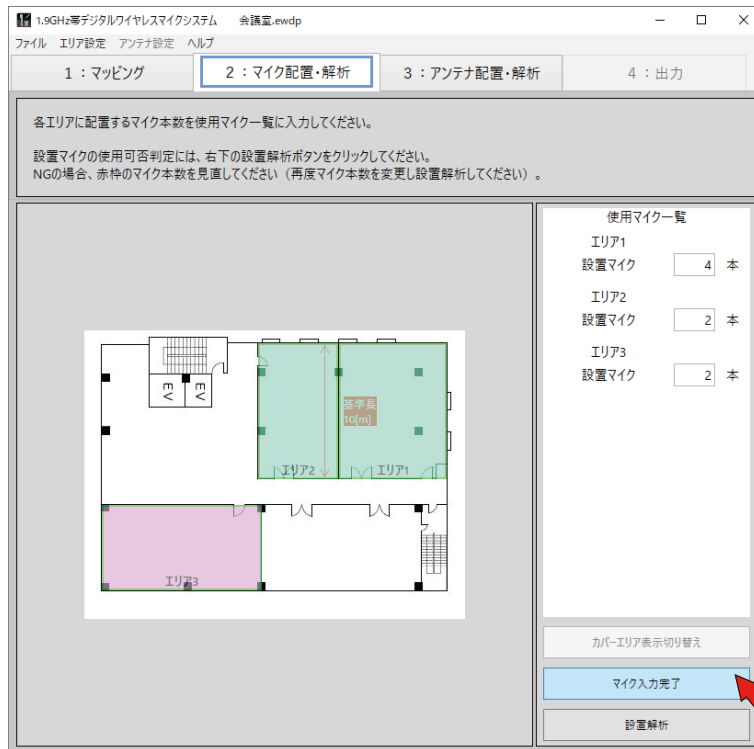 1.9GHz帯デジタルワイヤレスマイクシステム 会議室.ewdp
ファイル エリア設定 アンテナ設定 ヘルプ
1：マッピング 2：マイク配置・解析 3：アンテナ配置・解析 4：出力
各エリアに配置するマイク本数を使用マイク一覧に入力してください。
設置マイクの使用可否判定には、右下の設置解析ボタンをクリックしてください。
NGの場合、赤枠のマイク本数を見直してください（再度マイク本数を変更し設置解析してください）。
EV EV
基準長
10[m]
エリア2 エリア1
エリア3
使用マイク一覧
エリア1
設置マイク 4 本
エリア2
設置マイク 2 本
エリア3
設置マイク 2 本
カバーエリア表示切り替え
マイク入力完了
設置解析